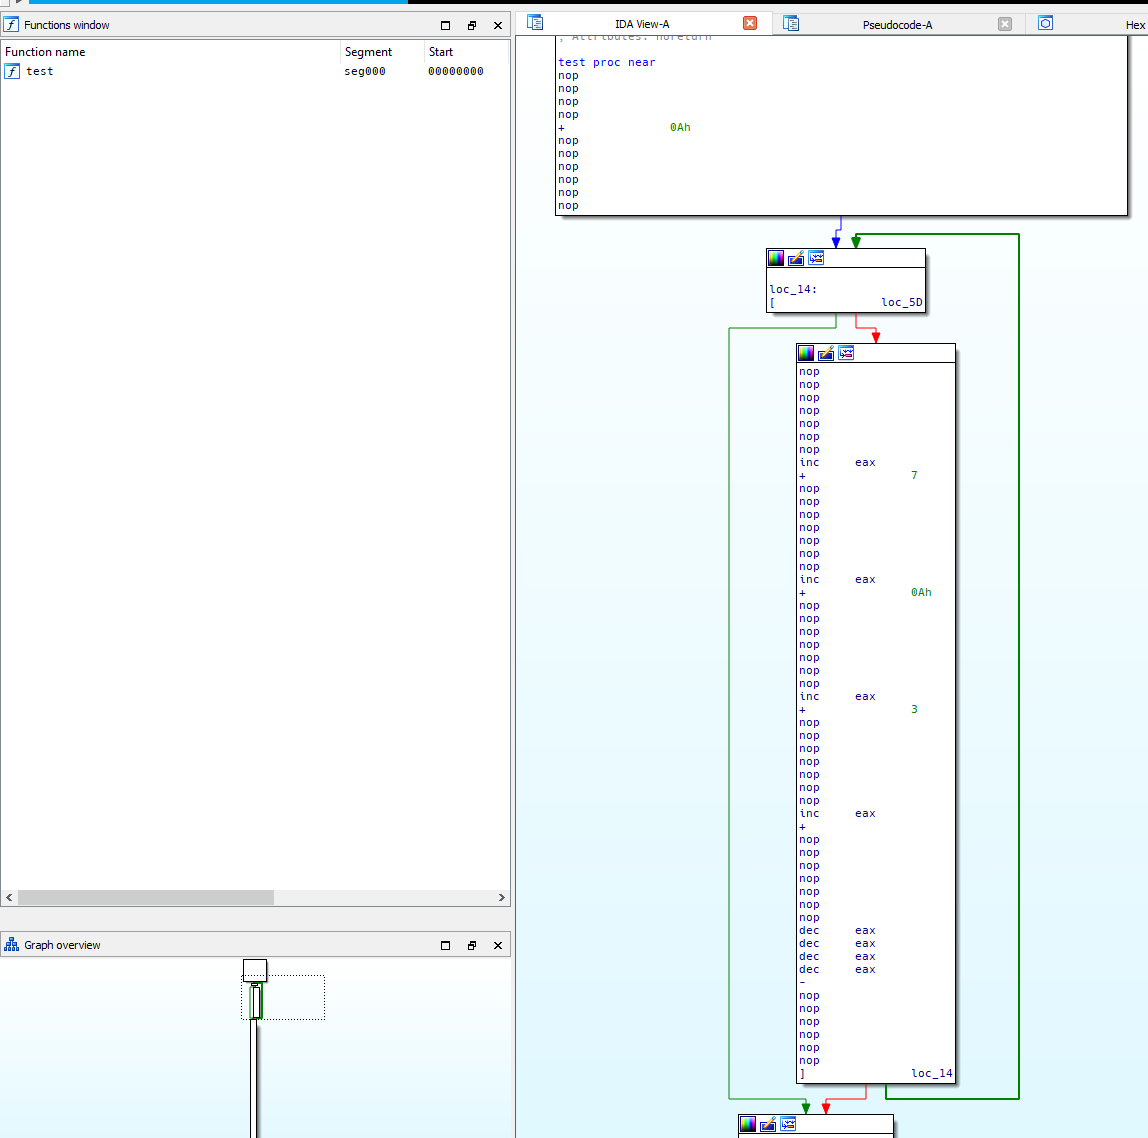 Functions window
Function name Segment Start
test seg000 00000000
Graph overview
IDA View-A Pseudocode-A Hex
; Attributes: noreturn
test proc near
nop
nop
nop
nop
+ 0Ah
nop
nop
nop
nop
nop
nop
loc_14:
[ loc_5D
nop
nop
nop
nop
nop
nop
nop
inc eax
+ 7
nop
nop
nop
nop
nop
nop
nop
inc eax
+ 0Ah
nop
nop
nop
nop
nop
nop
nop
inc eax
+ 3
nop
nop
nop
nop
nop
nop
nop
inc eax
+
nop
nop
nop
nop
nop
nop
nop
dec eax
dec eax
dec eax
dec eax
-
nop
nop
nop
nop
nop
nop
] loc_14